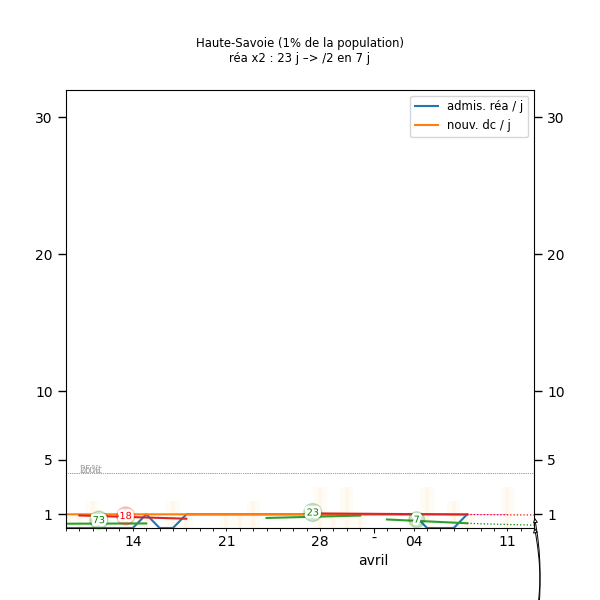 Haute-Savoie (1% de la population)
réa x2 : 23 j –> /2 en 7 j
admis. réa / j
nouv. dc / j
30 30
20 20
10 10
5 5
1 1
73 18 23 7
14 21 28 - 04 11
avril